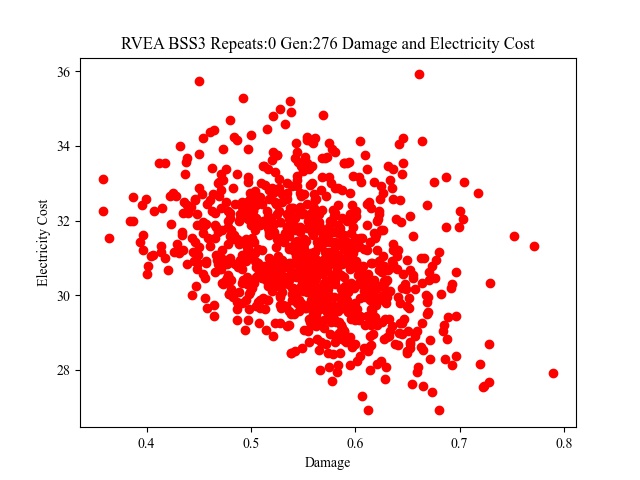 RVEA BSS3 Repeats:0 Gen:276 Damage and Electricity Cost
36
34
32
30
28
Electricity Cost
0.4 0.5 0.6 0.7 0.8
Damage